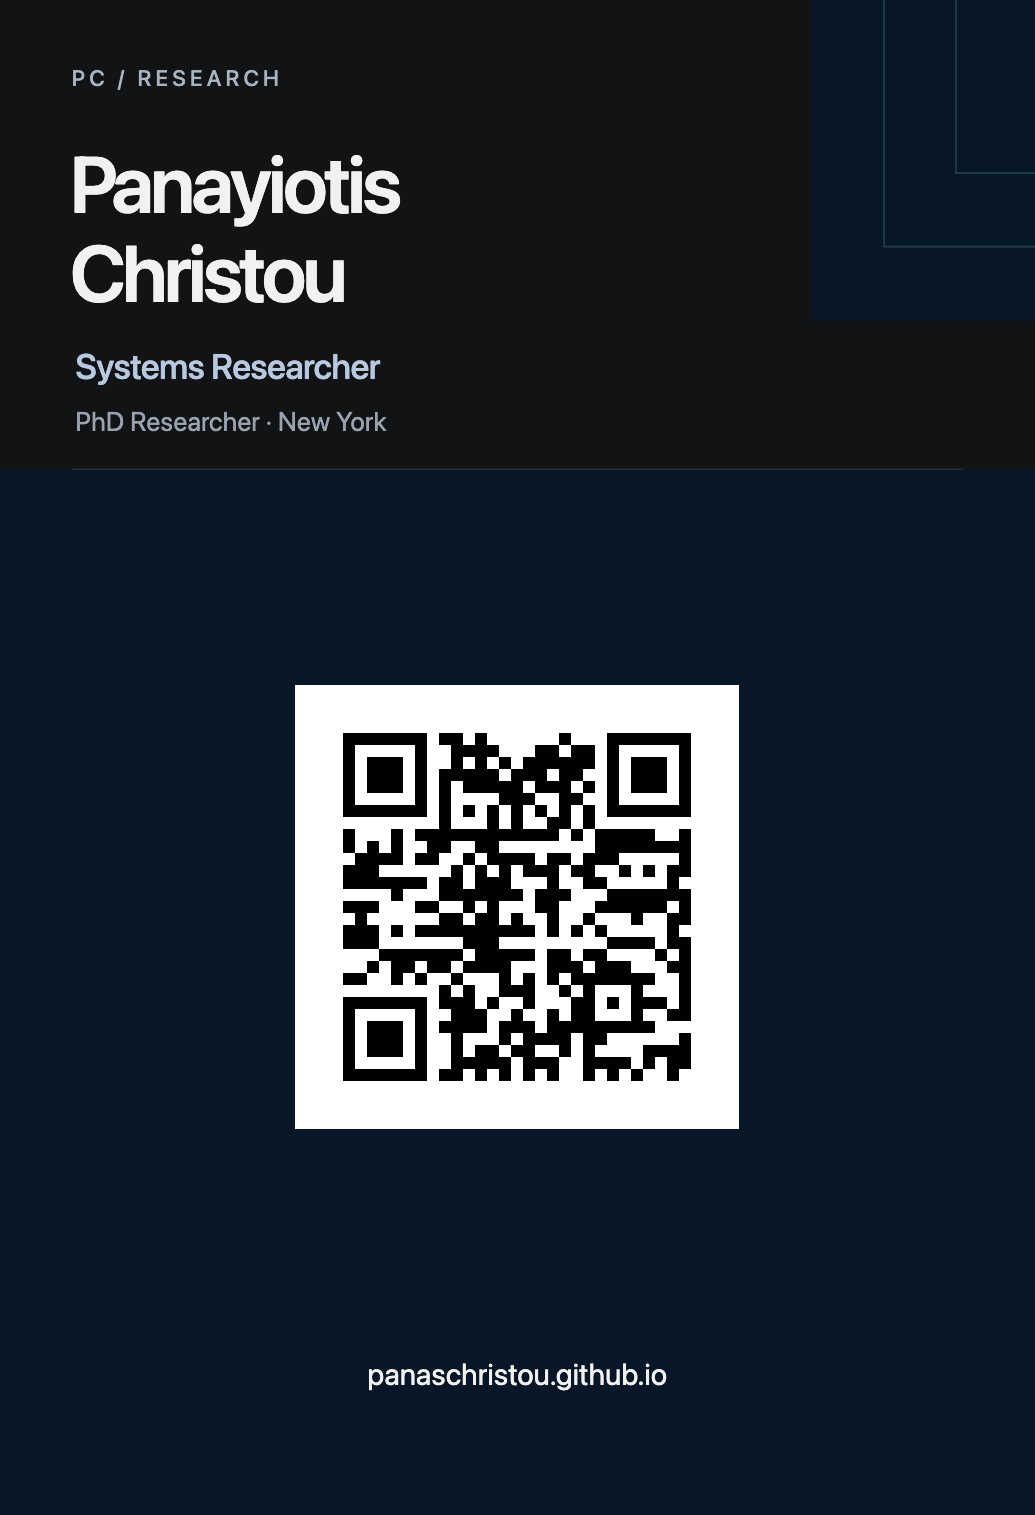 PC / RESEARCH
Panayiotis
Christou
Systems Researcher
PhD Researcher · New York
panaschristou.github.io